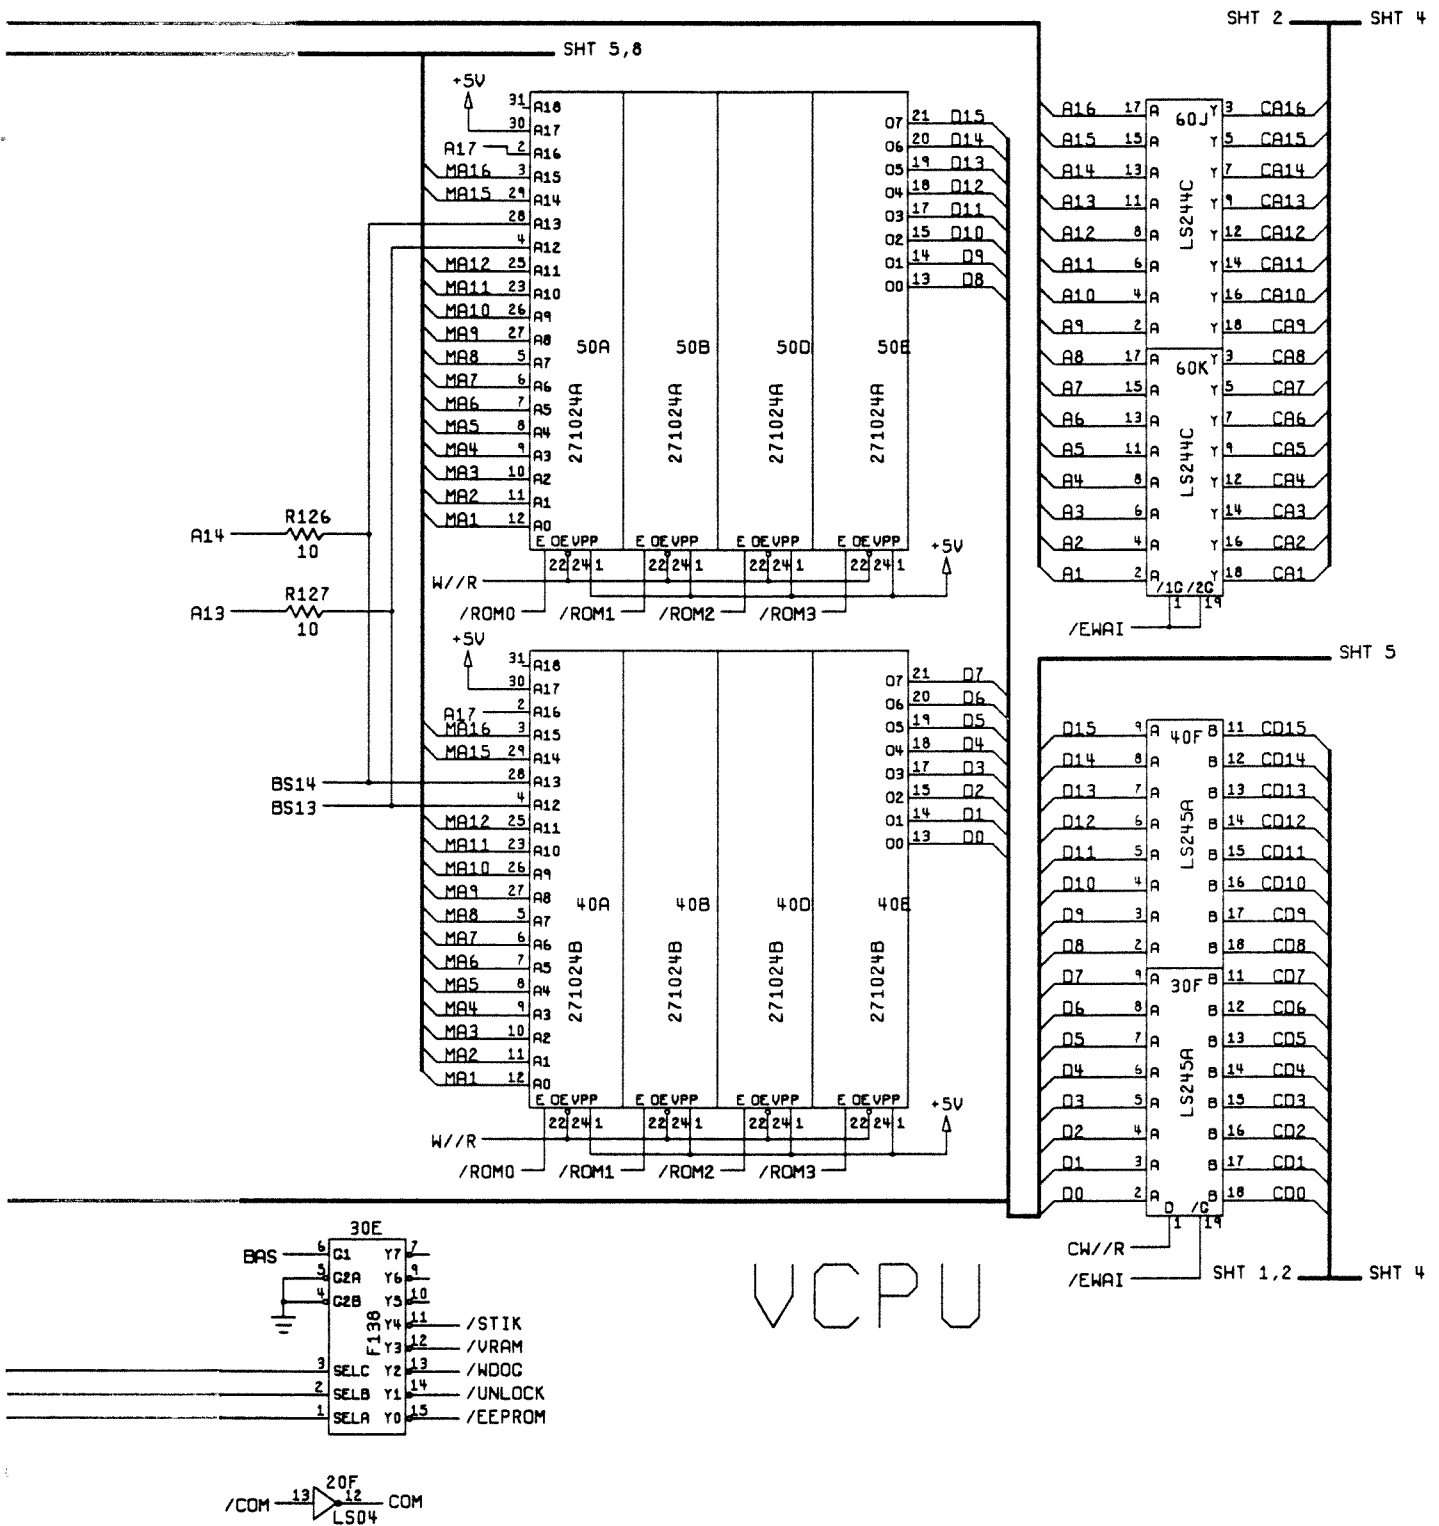 SHT 2 SHT 4
SHT 5,8
+5V
31 A18
30 A17
A17 2 A16
MA16 3 A15
MA15 29 A14
28 A13
4 A12
MA12 25 A11
MA11 23 A10
MA10 26 A9
MA9 27 A8
MA8 5 A7
MA7 6 A6
MA6 7 A5
MA5 8 A4
MA4 9 A3
MA3 10 A2
MA2 11 A1
MA1 12 A0
50A 50B 50D 50E
271024A 271024A 271024A 271024A
O7 21 D15
O6 20 D14
O5 19 D13
O4 18 D12
O3 17 D11
O2 15 D10
O1 14 D9
O0 13 D8
E OE VPP E OE VPP E OE VPP E OE VPP
22 24 1 22 24 1 22 24 1 22 24 1
+5V
W//R
/ROM0 /ROM1 /ROM2 /ROM3
A14 R126 10
A13 R127 10
+5V
31 A18
30 A17
A17 2 A16
MA16 3 A15
MA15 29 A14
BS14 28 A13
BS13 4 A12
MA12 25 A11
MA11 23 A10
MA10 26 A9
MA9 27 A8
MA8 5 A7
MA7 6 A6
MA6 7 A5
MA5 8 A4
MA4 9 A3
MA3 10 A2
MA2 11 A1
MA1 12 A0
40A 40B 40D 40E
271024B 271024B 271024B 271024B
O7 21 D7
O6 20 D6
O5 19 D5
O4 18 D4
O3 17 D3
O2 15 D2
O1 14 D1
O0 13 D0
E OE VPP E OE VPP E OE VPP E OE VPP
22 24 1 22 24 1 22 24 1 22 24 1
+5V
W//R
/ROM0 /ROM1 /ROM2 /ROM3
60J
LS244C
A16 17 A Y 3 CA16
A15 15 A Y 5 CA15
A14 13 A Y 7 CA14
A13 11 A Y 9 CA13
A12 8 A Y 12 CA12
A11 6 A Y 14 CA11
A10 4 A Y 16 CA10
A9 2 A Y 18 CA9
60K
LS244C
A8 17 A Y 3 CA8
A7 15 A Y 5 CA7
A6 13 A Y 7 CA6
A5 11 A Y 9 CA5
A4 8 A Y 12 CA4
A3 6 A Y 14 CA3
A2 4 A Y 16 CA2
A1 2 A Y 18 CA1
/1G /2G
1 19
/EWAI
SHT 5
40F
LS245A
D15 9 A B 11 CD15
D14 8 A B 12 CD14
D13 7 A B 13 CD13
D12 6 A B 14 CD12
D11 5 A B 15 CD11
D10 4 A B 16 CD10
D9 3 A B 17 CD9
D8 2 A B 18 CD8
30F
LS245A
D7 9 A B 11 CD7
D6 8 A B 12 CD6
D5 7 A B 13 CD5
D4 6 A B 14 CD4
D3 5 A B 15 CD3
D2 4 A B 16 CD2
D1 3 A B 17 CD1
D0 2 A B 18 CD0
D /G
1 19
CW//R
/EWAI
SHT 1,2 SHT 4
VCPU
30E
F138
BAS 6 G1 Y7 7
5 G2A Y6 9
4 G2B Y5 10
Y4 11 /STIK
Y3 12 /VRAM
3 SELC Y2 13 /WDOG
2 SELB Y1 14 /UNLOCK
1 SELA Y0 15 /EEPROM
20F
/COM 13 12 COM
LS04